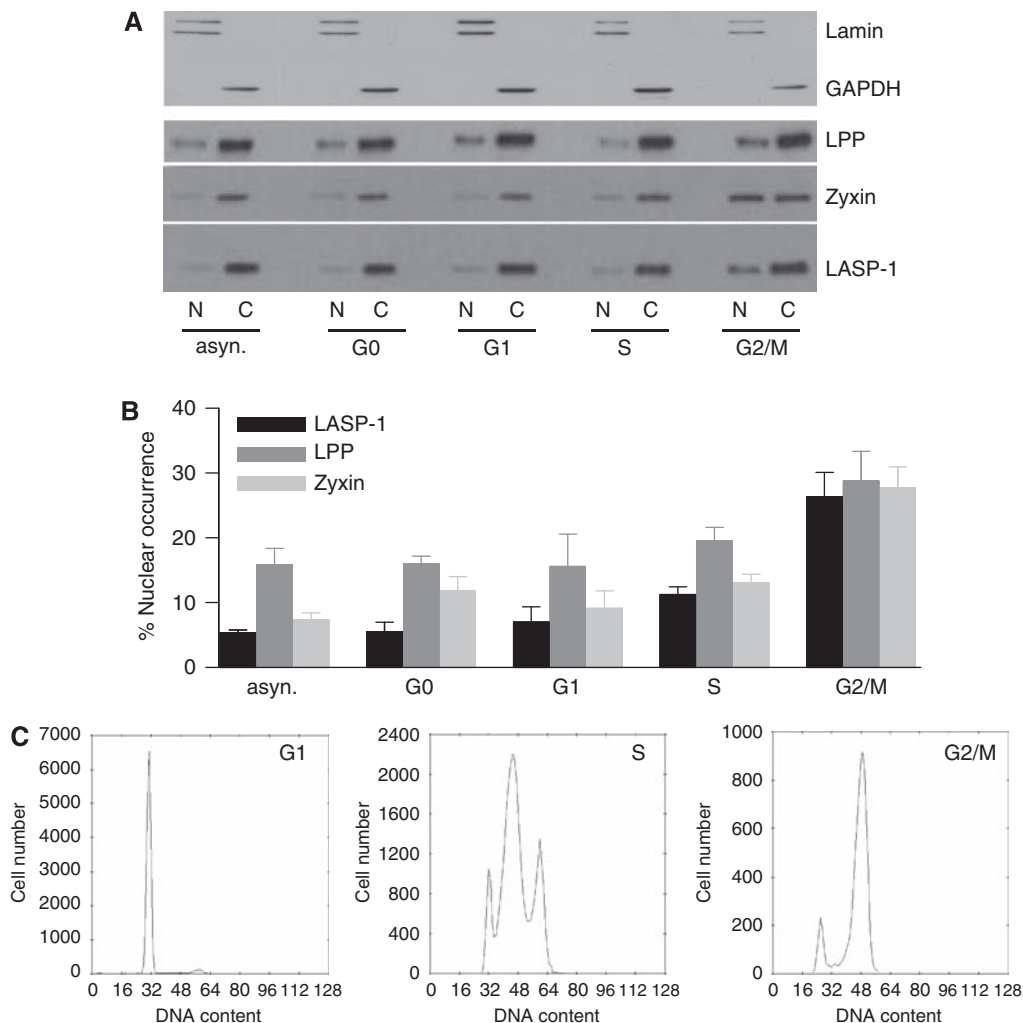 A
Lamin
GAPDH
LPP
Zyxin
LASP-1
N C N C N C N C N C
asyn. G0 G1 S G2/M
B
% Nuclear occurrence
40
30
20
10
0
LASP-1
LPP
Zyxin
asyn. G0 G1 S G2/M
C
G1
Cell number
7000
6000
5000
4000
3000
2000
1000
0
0 16 32 48 64 80 96 112 128
DNA content
S
Cell number
2400
2000
1600
1200
800
400
0
0 16 32 48 64 80 96 112 128
DNA content
G2/M
Cell number
1000
800
600
400
200
0
0 16 32 48 64 80 96 112 128
DNA content